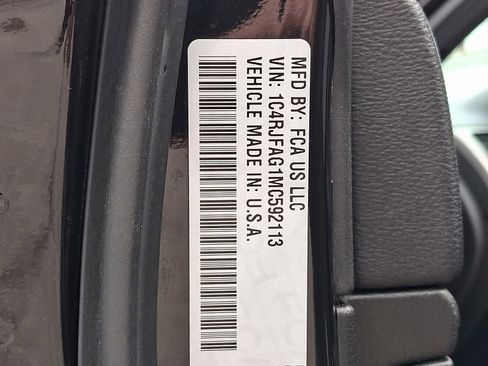 MFD BY: FCA US LLC
VIN: 1C4RJFAG1MC592113
VEHICLE MADE IN: U.S.A.